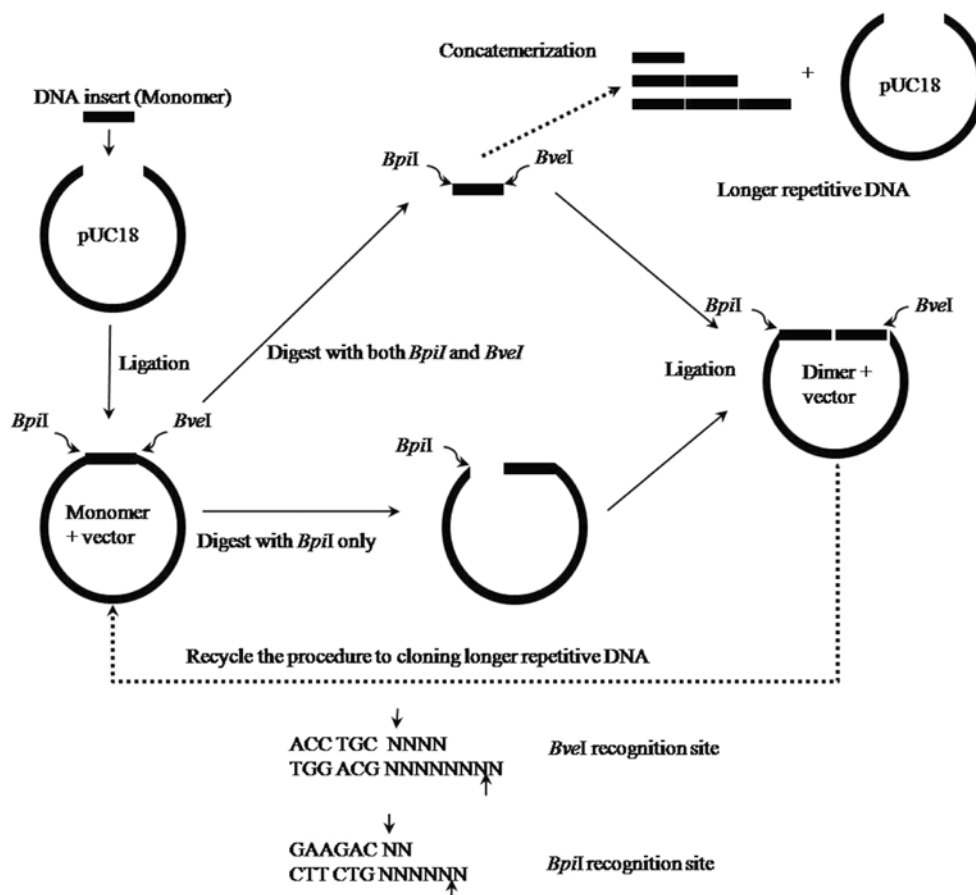 Concatemerization
+
pUC18
DNA insert (Monomer)
BpiI
BveI
Longer repetitive DNA
pUC18
BpiI
BveI
Digest with both BpiI and BveI
Ligation
Ligation
Dimer +
vector
BpiI
BveI
BpiI
Monomer
+ vector
Digest with BpiI only
Recycle the procedure to cloning longer repetitive DNA
ACC TGC NNNN
TGG ACG NNNNNNNN
BveI recognition site
GAAGAC NN
CTT CTG NNNNNN
BpiI recognition site